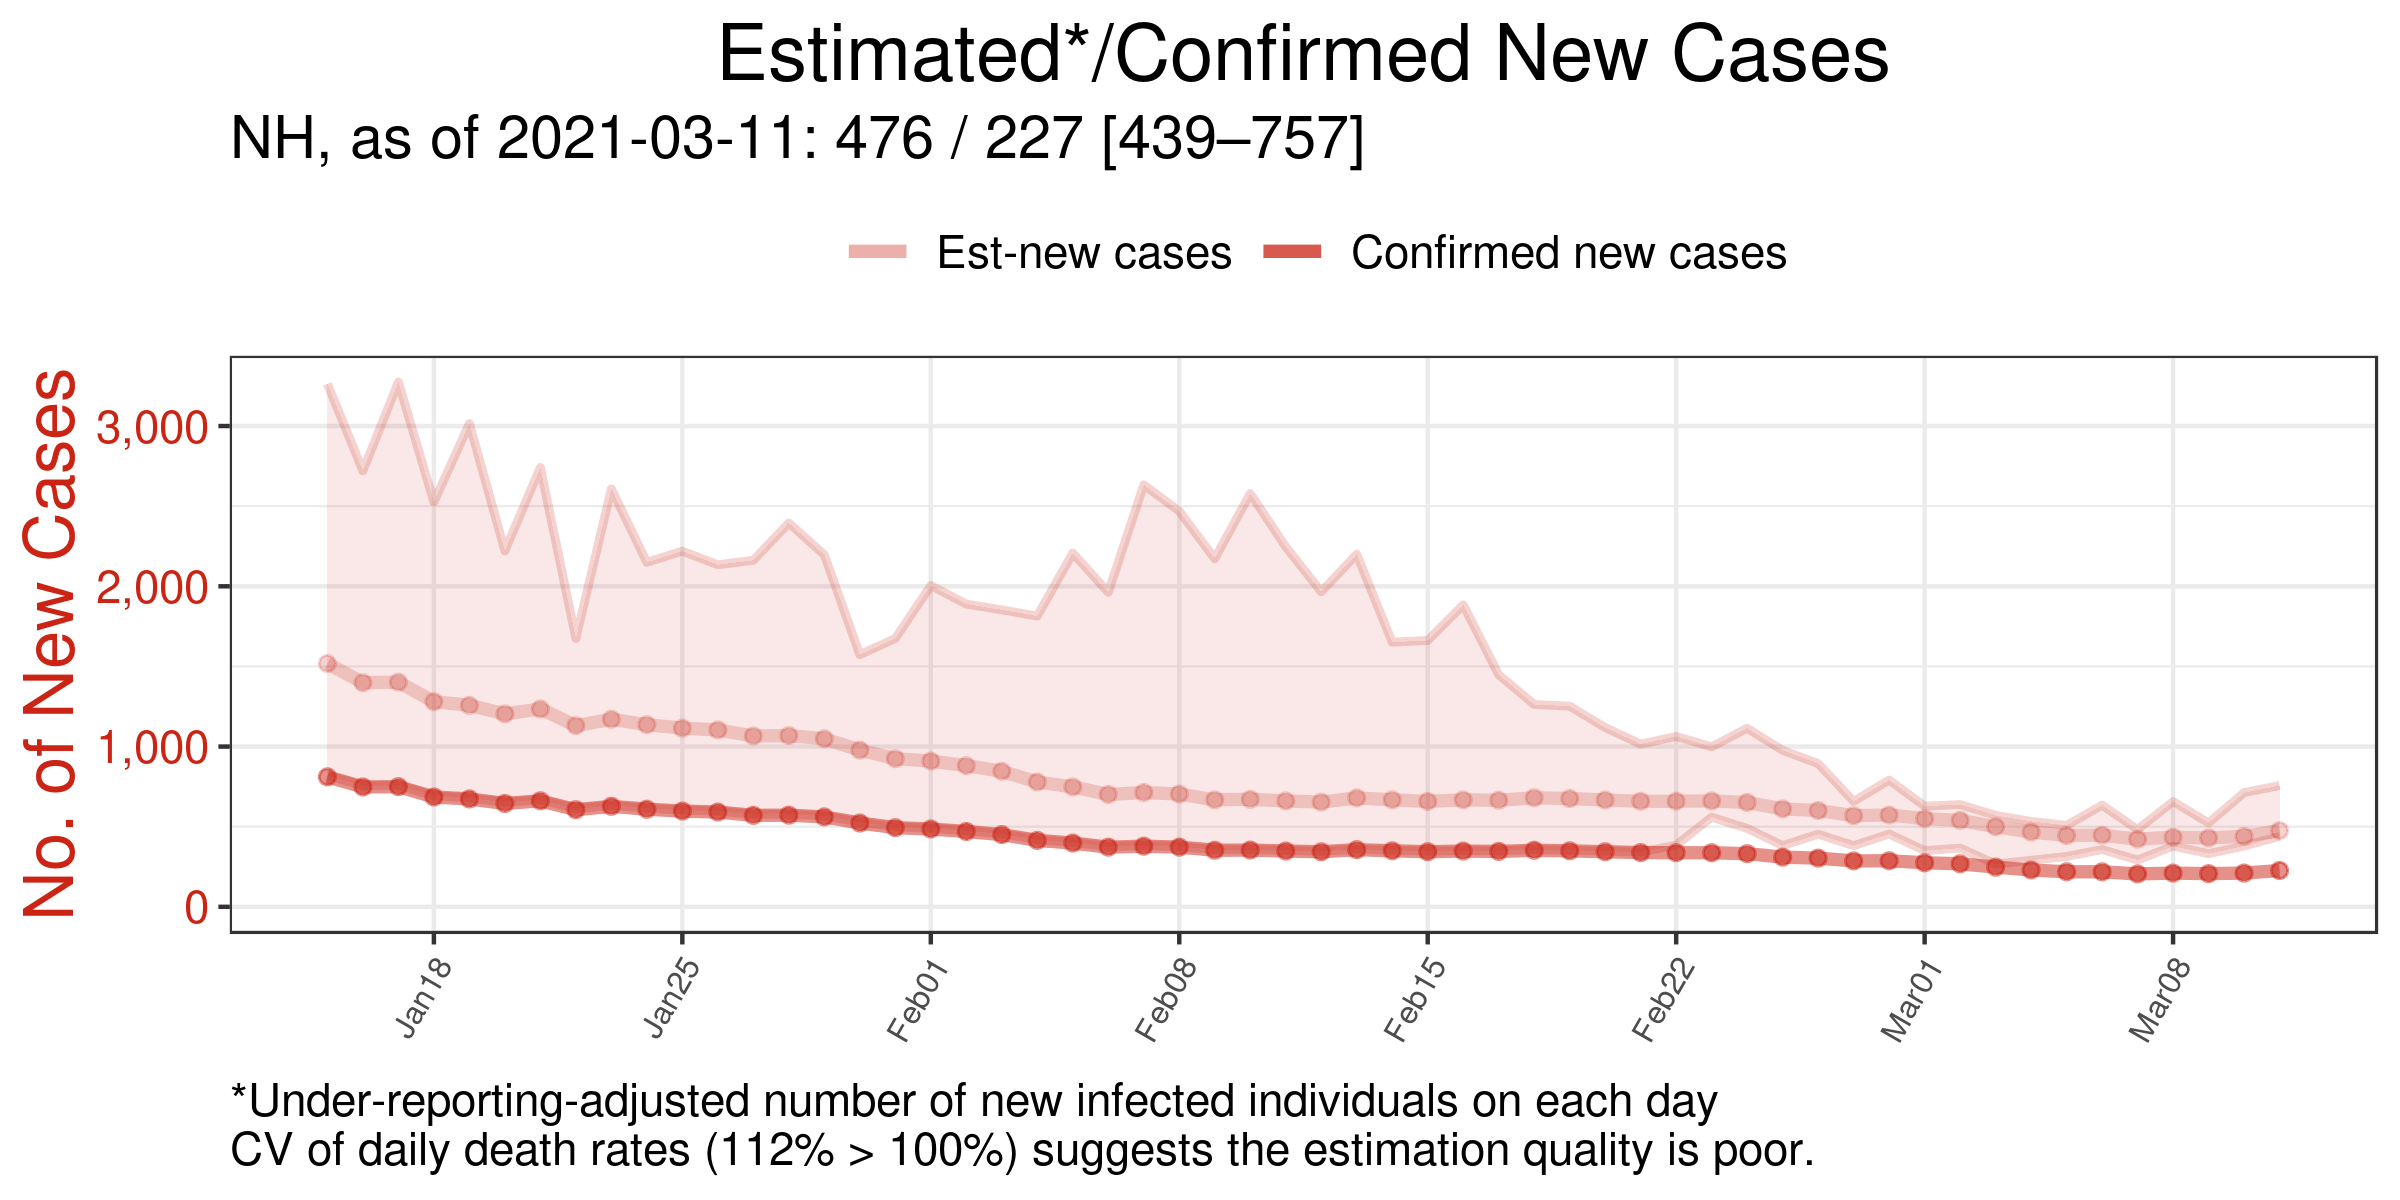 Estimated*/Confirmed New Cases
NH, as of 2021-03-11: 476 / 227 [439–757]
Est-new cases
Confirmed new cases
No. of New Cases
3,000
2,000
1,000
0
Jan18
Jan25
Feb01
Feb08
Feb15
Feb22
Mar01
Mar08
*Under-reporting-adjusted number of new infected individuals on each day
CV of daily death rates (112% > 100%) suggests the estimation quality is poor.